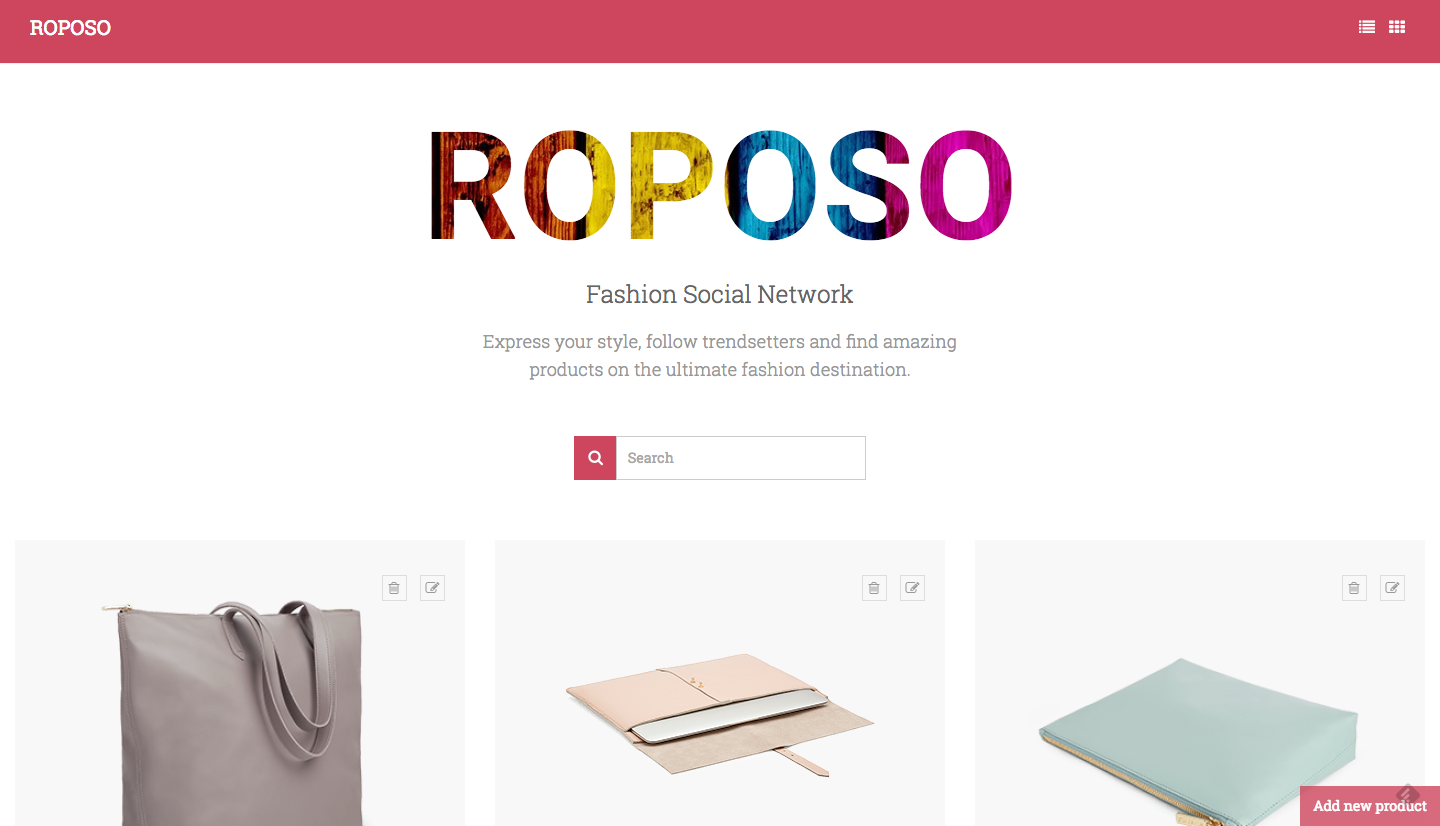 ROPOSO
ROPOSO
Fashion Social Network
Express your style, follow trendsetters and find amazing
products on the ultimate fashion destination.
Search
Add new product